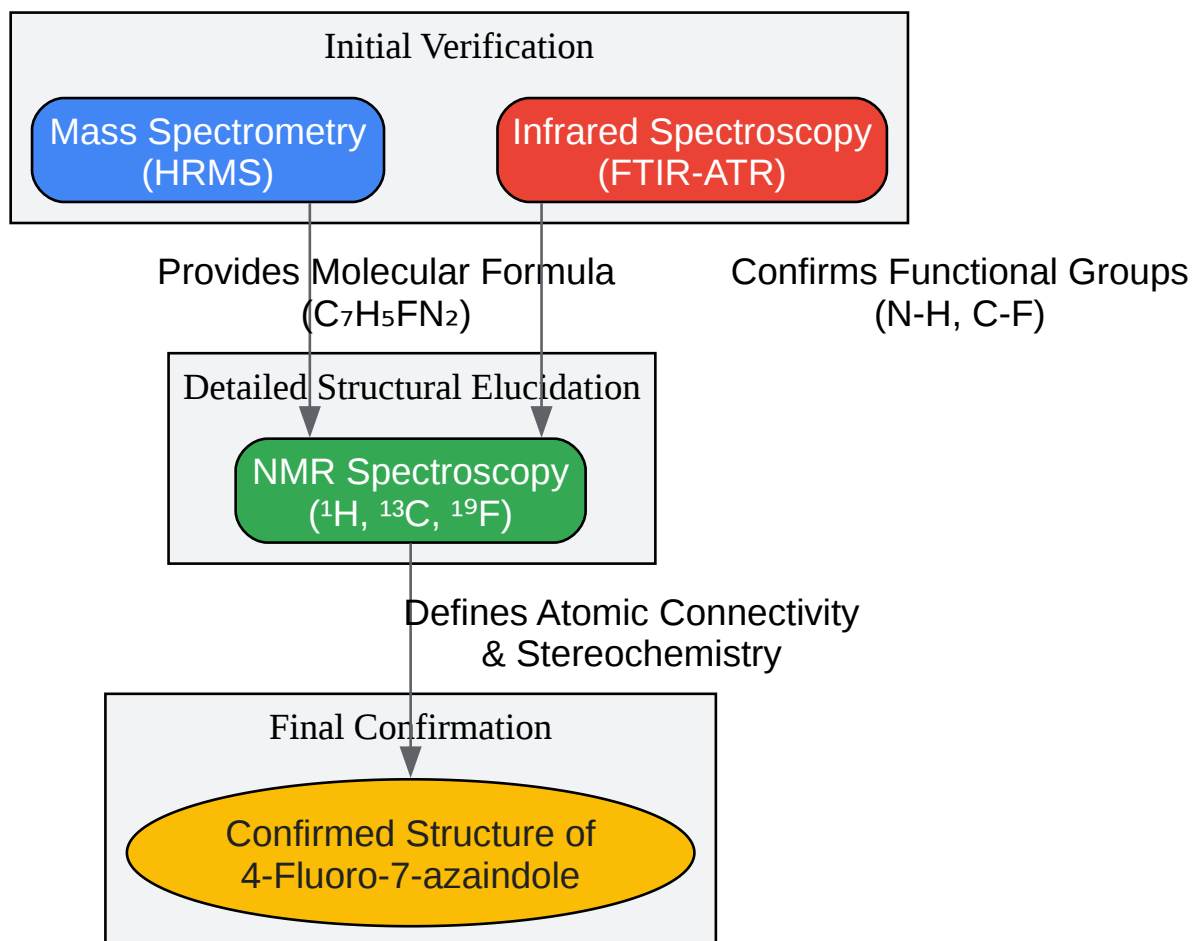 Initial Verification
Mass Spectrometry
(HRMS)
Infrared Spectroscopy
(FTIR-ATR)
Provides Molecular Formula
(C₇H₅FN₂)
Confirms Functional Groups
(N-H, C-F)
Detailed Structural Elucidation
NMR Spectroscopy
(¹H, ¹³C, ¹⁹F)
Defines Atomic Connectivity
& Stereochemistry
Final Confirmation
Confirmed Structure of
4-Fluoro-7-azaindole